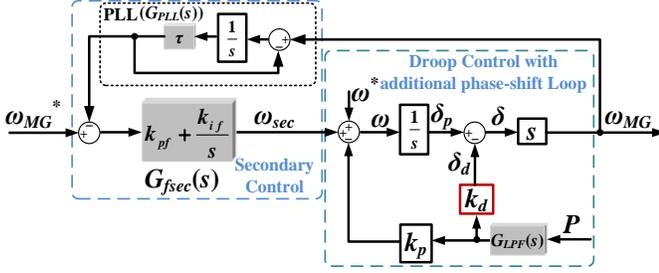 PLL(G_PLL(s))
τ
1/s
−
Droop Control with
additional phase-shift Loop
ω*
ω_MG*
−
k_pf + k_if/s
ω_sec
+
+
−
ω
1/s
δ_p
−
δ
s
ω_MG
δ_d
G_fsec(s)
Secondary
Control
k_d
k_p
G_LPF(s)
P